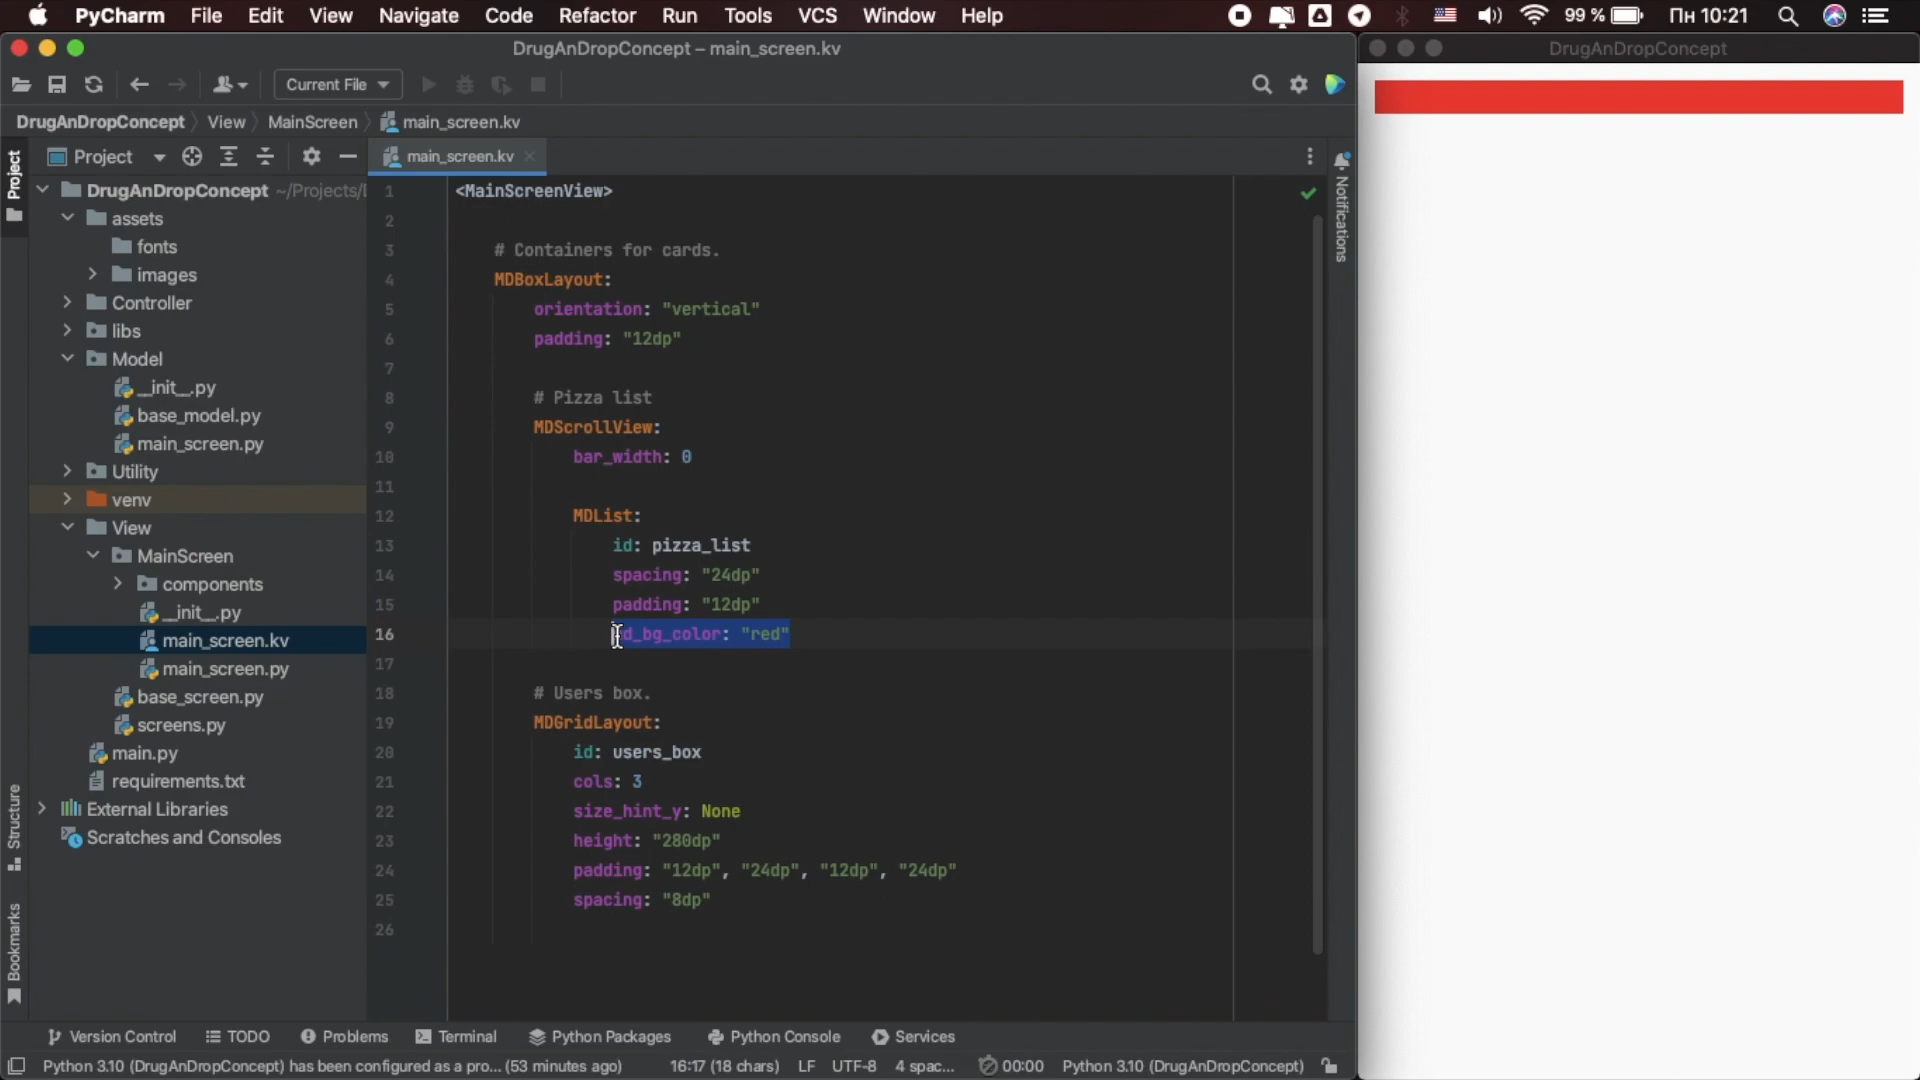 PyCharm File Edit View Navigate Code Refactor Run Tools VCS Window Help 99 % Пн 10:21
DrugAnDropConcept – main_screen.kv
DrugAnDropConcept
Current File
DrugAnDropConcept View MainScreen main_screen.kv
Project
Project
main_screen.kv
Notifications
DrugAnDropConcept ~/Projects/
assets
fonts
images
Controller
libs
Model
__init__.py
base_model.py
main_screen.py
Utility
venv
View
MainScreen
components
__init__.py
main_screen.kv
main_screen.py
base_screen.py
screens.py
main.py
requirements.txt
External Libraries
Scratches and Consoles
Structure
Bookmarks
1 <MainScreenView>
2
3 # Containers for cards.
4 MDBoxLayout:
5 orientation: "vertical"
6 padding: "12dp"
7
8 # Pizza list
9 MDScrollView:
10 bar_width: 0
11
12 MDList:
13 id: pizza_list
14 spacing: "24dp"
15 padding: "12dp"
16 md_bg_color: "red"
17
18 # Users box.
19 MDGridLayout:
20 id: users_box
21 cols: 3
22 size_hint_y: None
23 height: "280dp"
24 padding: "12dp", "24dp", "12dp", "24dp"
25 spacing: "8dp"
26
Version Control TODO Problems Terminal Python Packages Python Console Services
Python 3.10 (DrugAnDropConcept) has been configured as a pro... (53 minutes ago) 16:17 (18 chars) LF UTF-8 4 spac... 00:00 Python 3.10 (DrugAnDropConcept)